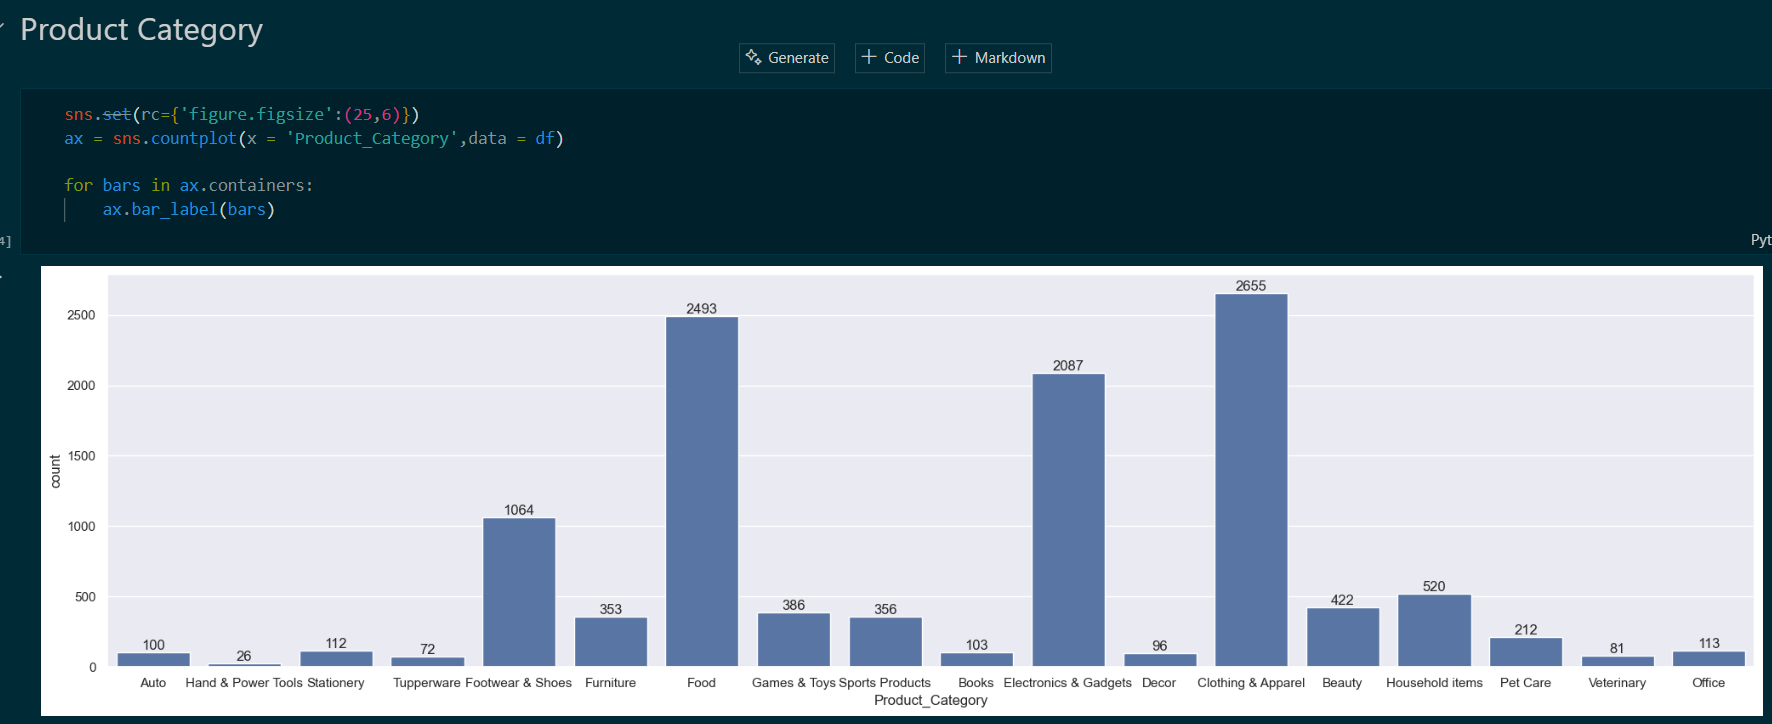 Product Category
Generate
Code
Markdown
sns.set(rc={'figure.figsize':(25,6)})
ax = sns.countplot(x = 'Product_Category',data = df)
for bars in ax.containers:
ax.bar_label(bars)
4]
Pyt
2655
2493
2087
1064
520
422
386
356
353
212
113
112
103
100
96
81
72
26
2500
2000
1500
1000
500
0
count
Auto Hand & Power Tools Stationery Tupperware Footwear & Shoes Furniture Food Games & Toys Sports Products Books Electronics & Gadgets Decor Clothing & Apparel Beauty Household items Pet Care Veterinary Office
Product_Category